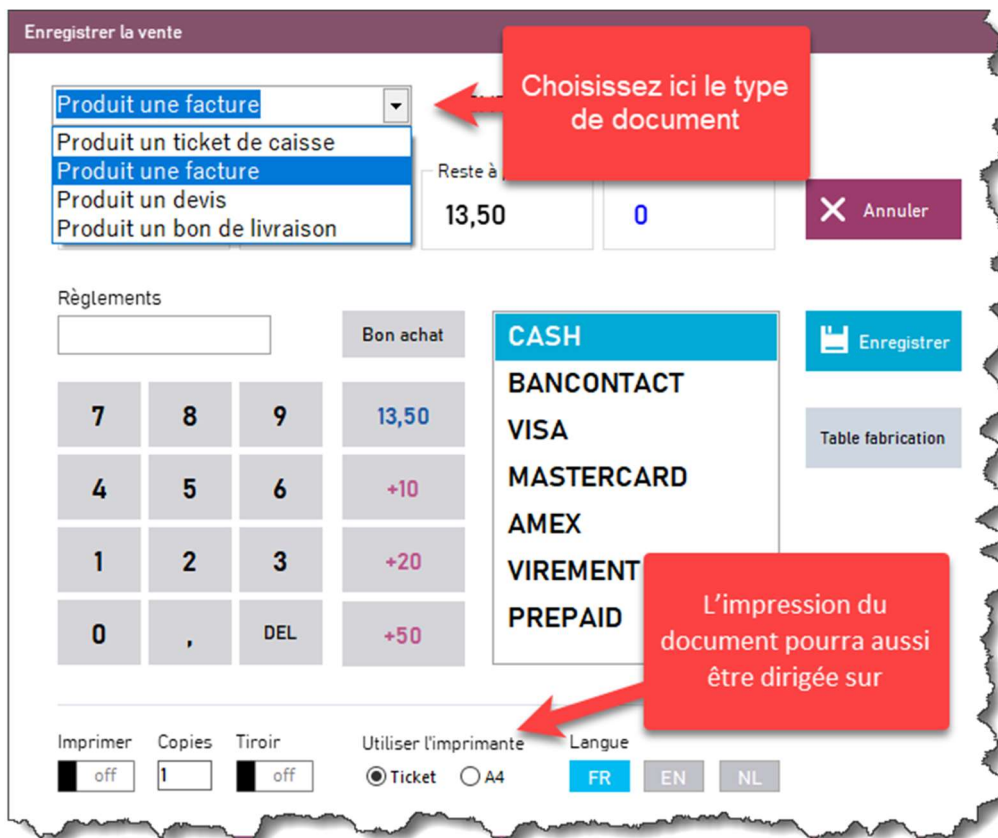 Enregistrer la vente
Choisissez ici le type
de document
Produit une facture
Produit un ticket de caisse
Produit une facture
Produit un devis
Produit un bon de livraison
Reste à
13,50
0
Annuler
Règlements
Bon achat
CASH
Enregistrer
BANCONTACT
7
8
9
13,50
VISA
Table fabrication
4
5
6
+10
MASTERCARD
AMEX
1
2
3
+20
VIREMENT
PREPAID
0
,
DEL
+50
L'impression du
document pourra aussi
être dirigée sur
Imprimer
Copies
Tiroir
Utiliser l'imprimante
Langue
off
1
off
Ticket
A4
FR
EN
NL